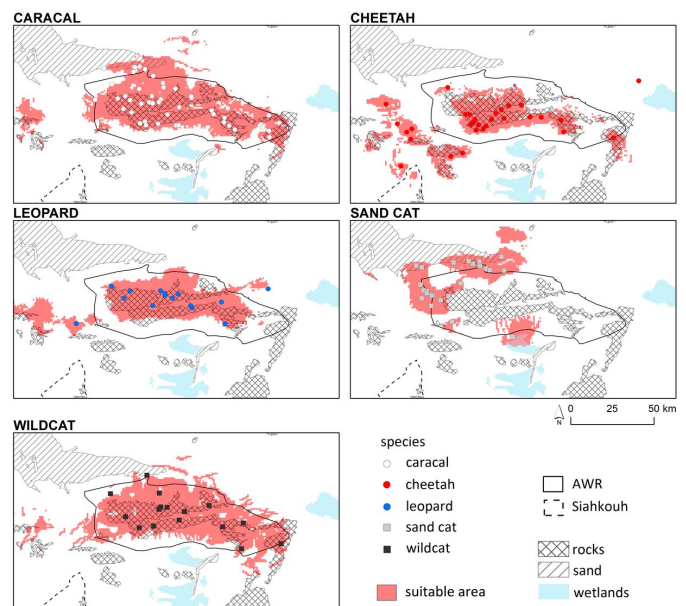 CARACAL
CHEETAH
LEOPARD
SAND CAT
N
0 25 50 km
WILDCAT
species
caracal
cheetah
leopard
sand cat
wildcat
suitable area
AWR
Siahkouh
rocks
sand
wetlands